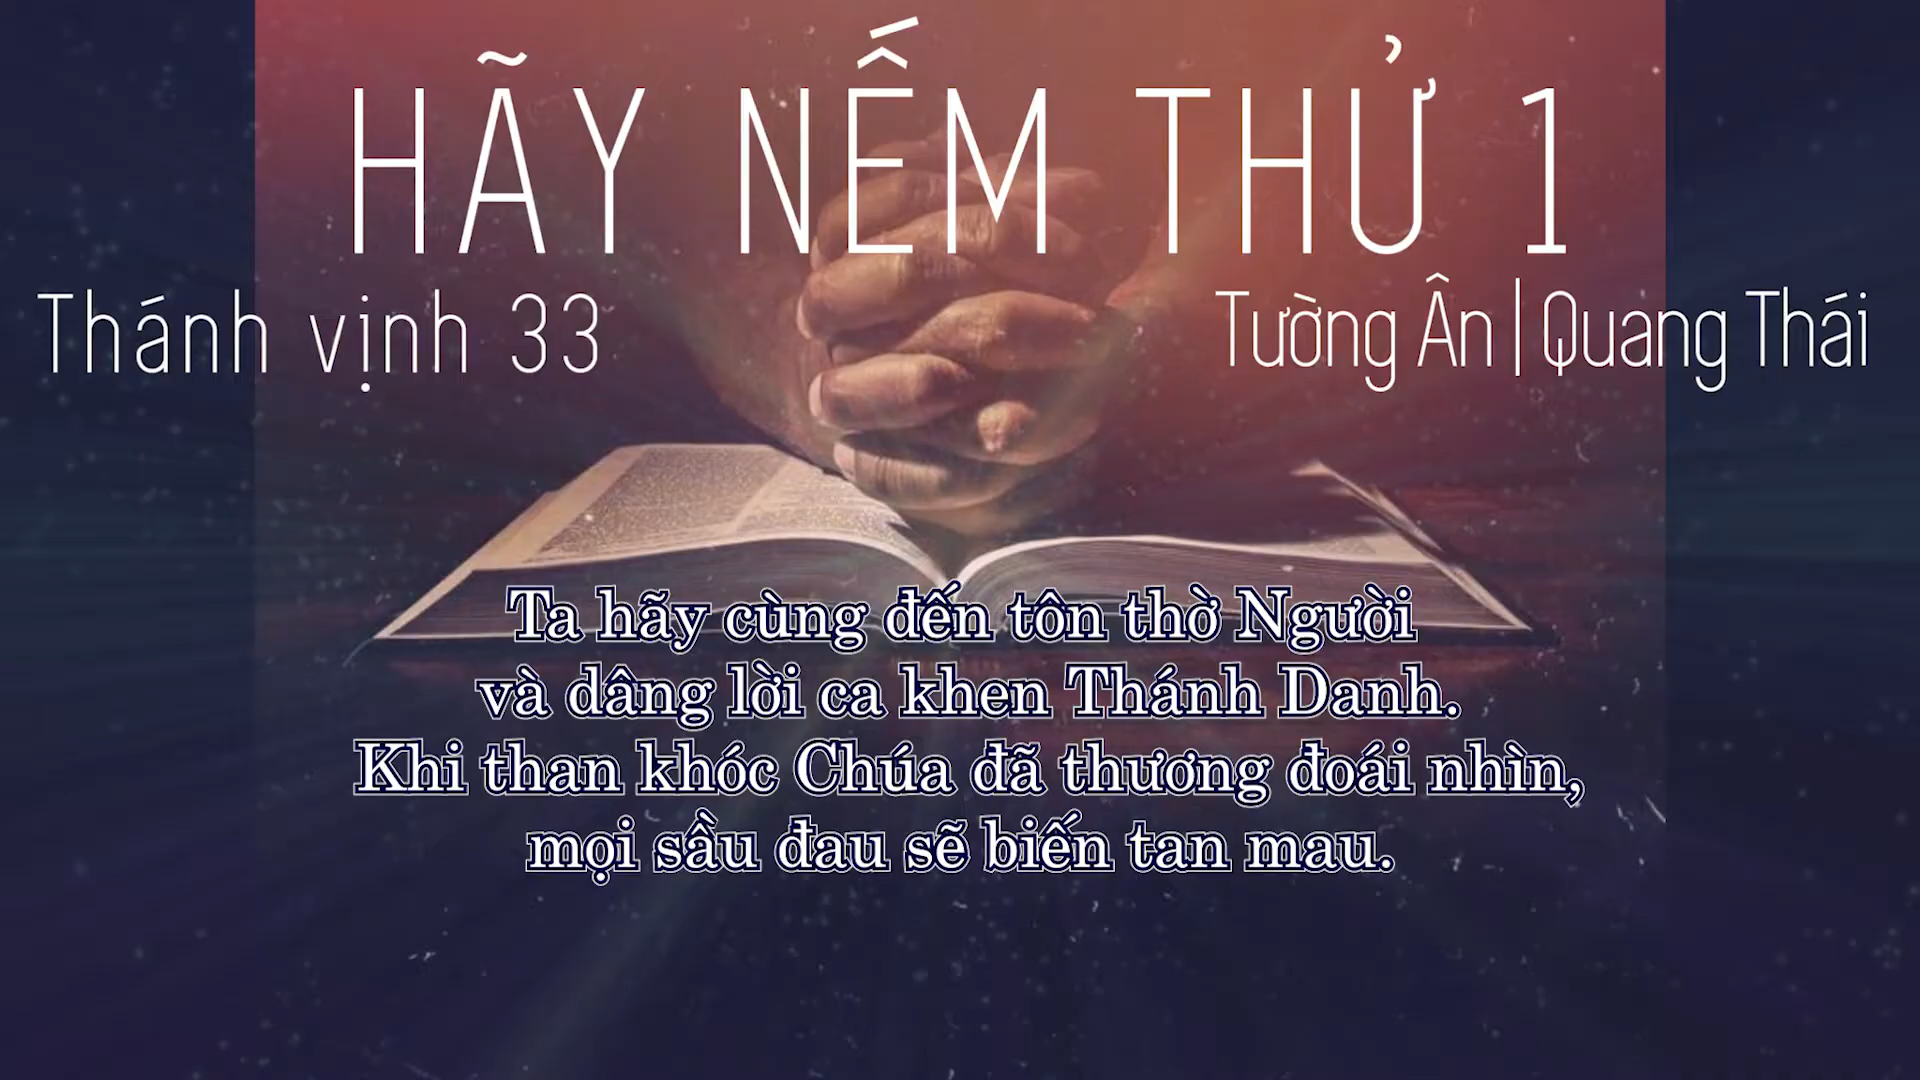 HÃY NẾM THỬ 1
Thánh vịnh 33
Tường Ân | Quang Thái
Ta hãy cùng đến tôn thờ Người
và dâng lời ca khen Thánh Danh.
Khi than khóc Chúa đã thương đoái nhìn,
mọi sầu đau sẽ biến tan mau.